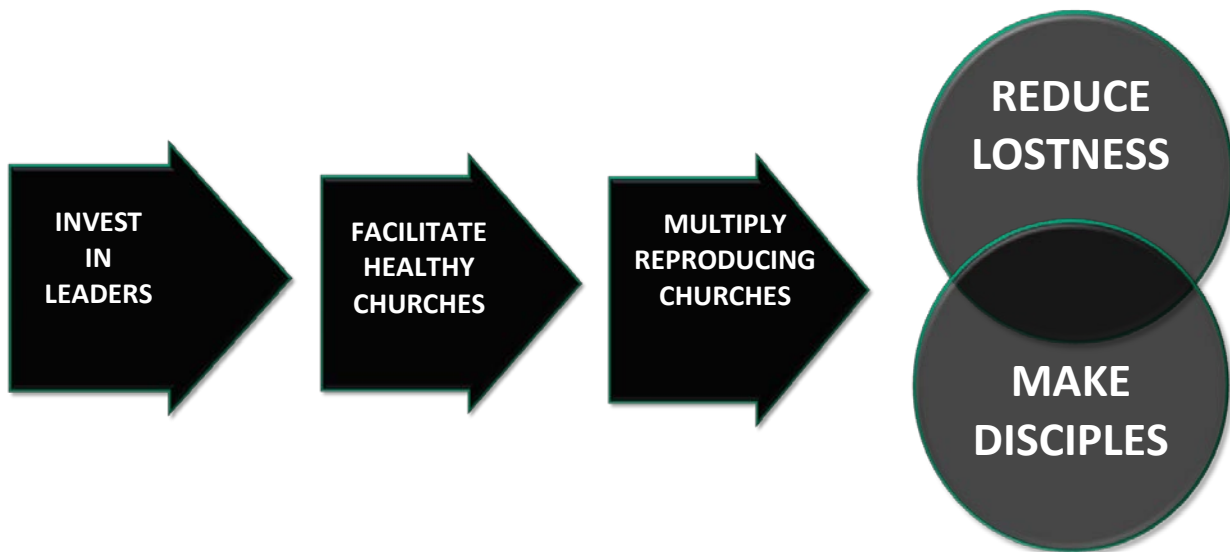 INVEST
IN
LEADERS
FACILITATE
HEALTHY
CHURCHES
MULTIPLY
REPRODUCING
CHURCHES
REDUCE
LOSTNESS
MAKE
DISCIPLES